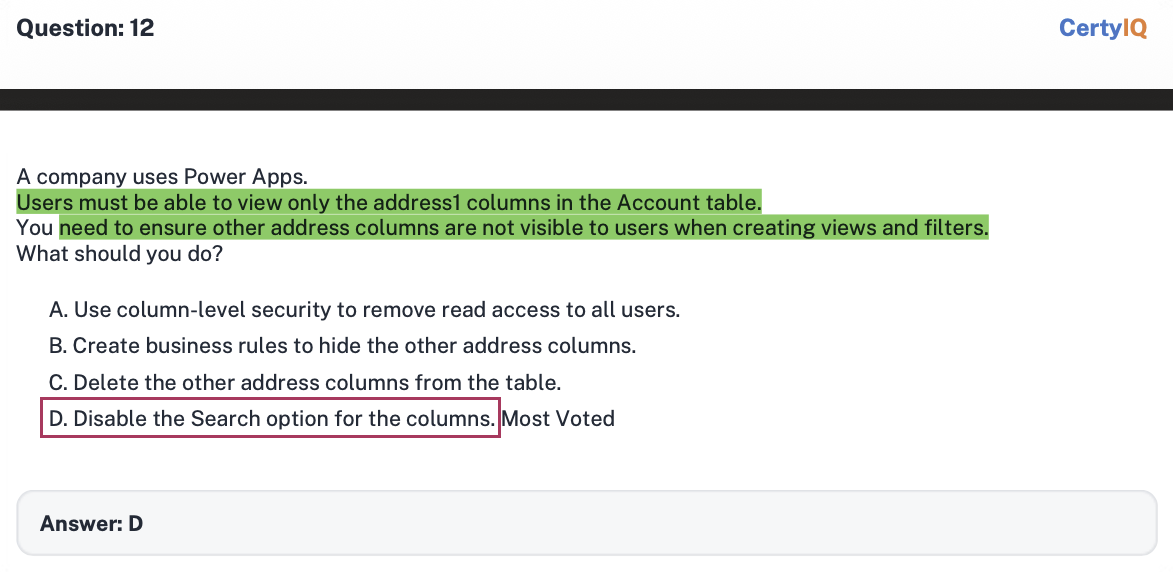 Question: 12
CertyIQ
A company uses Power Apps.
Users must be able to view only the address1 columns in the Account table.
You need to ensure other address columns are not visible to users when creating views and filters.
What should you do?
A. Use column-level security to remove read access to all users.
B. Create business rules to hide the other address columns.
C. Delete the other address columns from the table.
D. Disable the Search option for the columns. Most Voted
Answer: D